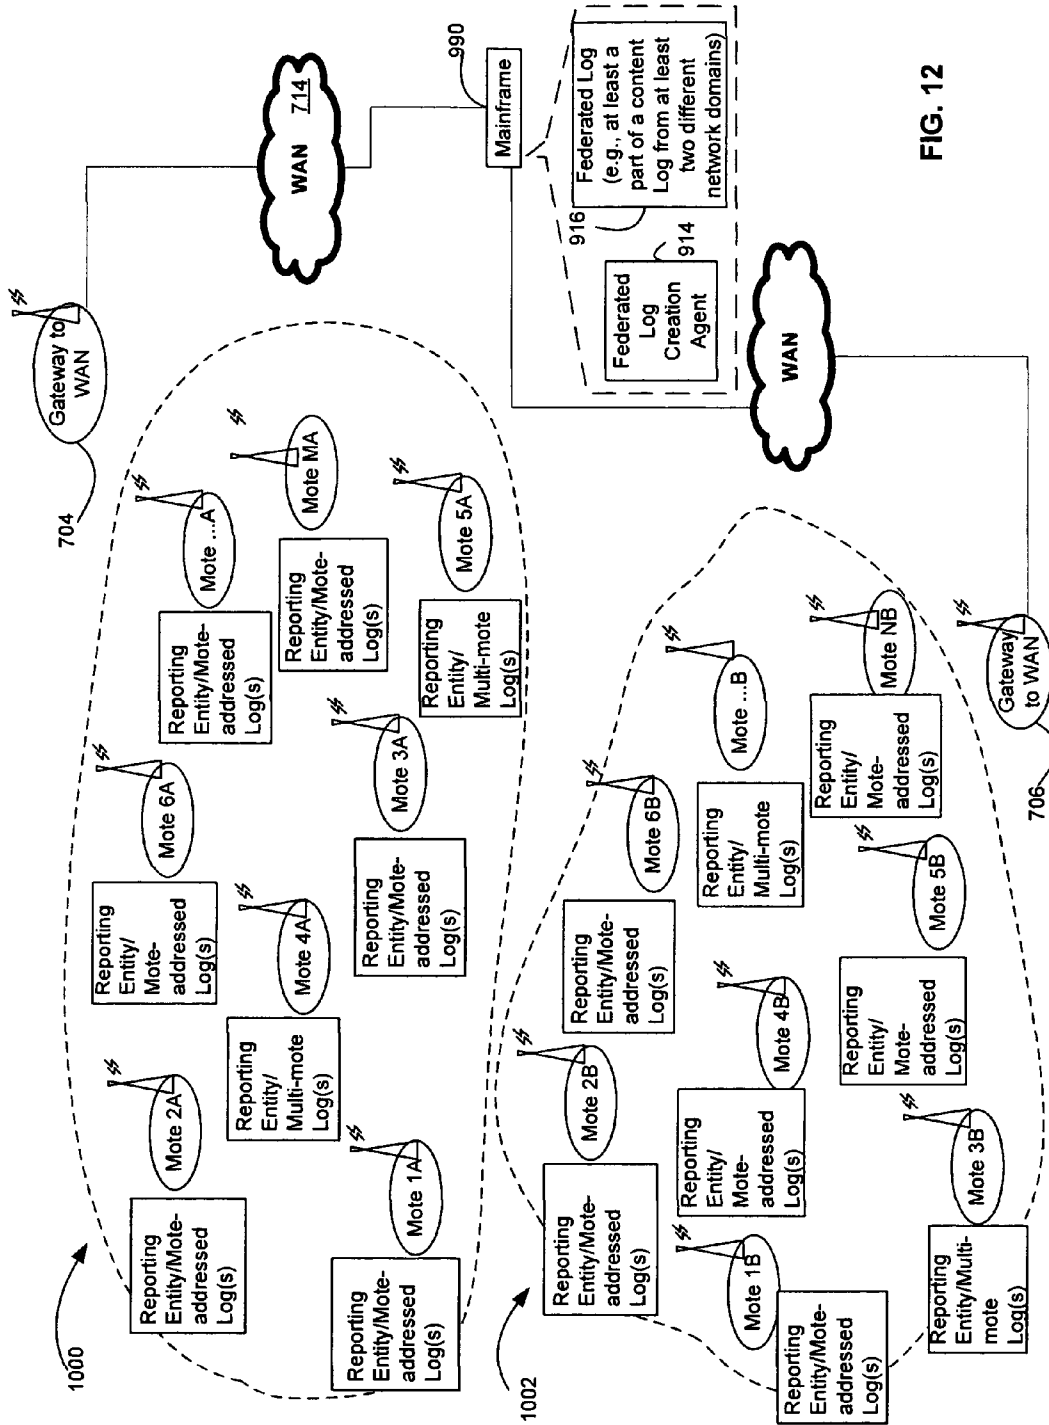 1000
Reporting
Entity/Mote-
addressed
Log(s)
Mote 2A
Reporting
Entity/
Mote-
addressed
Log(s)
Mote 6A
Reporting
Entity/Mote-
addressed
Log(s)
Mote ...A
704
Gateway to
WAN
Reporting
Entity/
Multi-mote
Log(s)
Mote 4A
Reporting
Entity/Mote-
addressed
Log(s)
Mote MA
WAN 714
Reporting
Entity/Mote-
addressed
Log(s)
Mote 1A
Reporting
Entity/Mote-
addressed
Log(s)
Mote 3A
Reporting
Entity/
Multi-mote
Log(s)
Mote 5A
990
Mainframe
916
Federated Log
(e.g., at least a
part of a content
Log from at least
two different
network domains)
914
Federated
Log
Creation
Agent
1002
Reporting
Entity/Mote-
addressed
Log(s)
Mote 2B
Reporting
Entity/Mote-
addressed
Log(s)
Mote 6B
Reporting
Entity/
Mote-
addressed
Log(s)
Mote 4B
Reporting
Entity/
Multi-mote
Log(s)
Mote ...B
WAN
Reporting
Entity/Mote-
addressed
Log(s)
Mote 1B
Reporting
Entity/
Mote-
addressed
Log(s)
Mote 5B
Reporting
Entity/
Mote-
addressed
Log(s)
Mote NB
Reporting
Entity/Multi-
mote
Log(s)
Mote 3B
706
Gateway
to WAN
FIG. 12